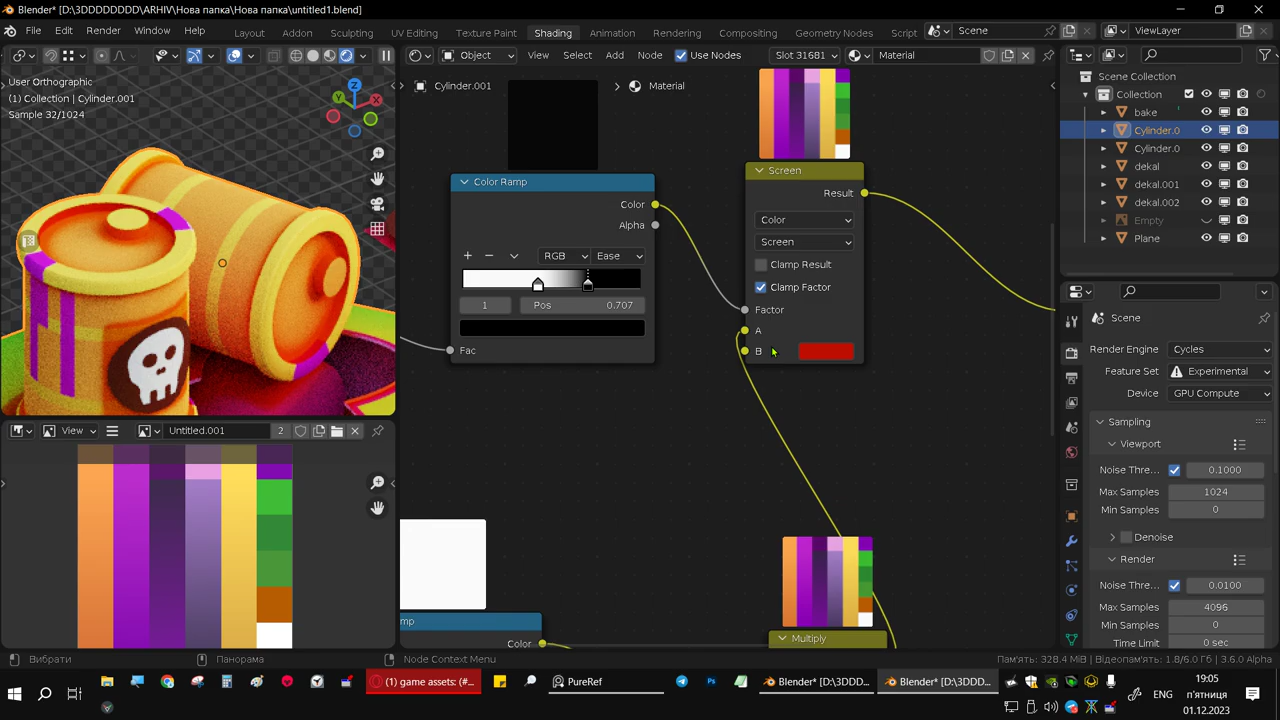 Blender* [D:\3DDDDDDDD\ARHIV\Нова папка\Нова папка\untitled1.blend]
File Edit Render Window Help Layout Addon Sculpting UV Editing Texture Paint Shading Animation Rendering Compositing Geometry Nodes Script Scene ViewLayer
Object View Select Add Node Use Nodes Slot 316B1 Material
User Orthographic
(1) Collection | Cylinder.001
Sample 32/1024
Cylinder.001 > Material
Color Ramp
Color
Alpha
RGB Ease
1 Pos 0.707
Fac
Screen
Result
Color
Screen
Clamp Result
Clamp Factor
Factor
A
B
mp
Color
Multiply
View Untitled.001 2
Scene Collection
Collection
bake
Cylinder.0
Cylinder.0
dekal
dekal.001
dekal.002
Empty
Plane
Scene
Render Engine Cycles
Feature Set Experimental
Device GPU Compute
Sampling
Viewport
Noise Thre... 0.1000
Max Samples 1024
Min Samples 0
Denoise
Render
Noise Thre... 0.0100
Max Samples 4096
Min Samples 0
Time Limit 0 sec
Вибрати Панорама Node Context Menu Пам'ять: 328.4 MiB | Відеопам'ять: 1.8/6.0 Гб | 3.6.0 Alpha
(1) game assets: (#... PureRef Blender* [D:\3DD... Blender* [D:\3DD... ENG 19:05
п'ятниця
01.12.2023